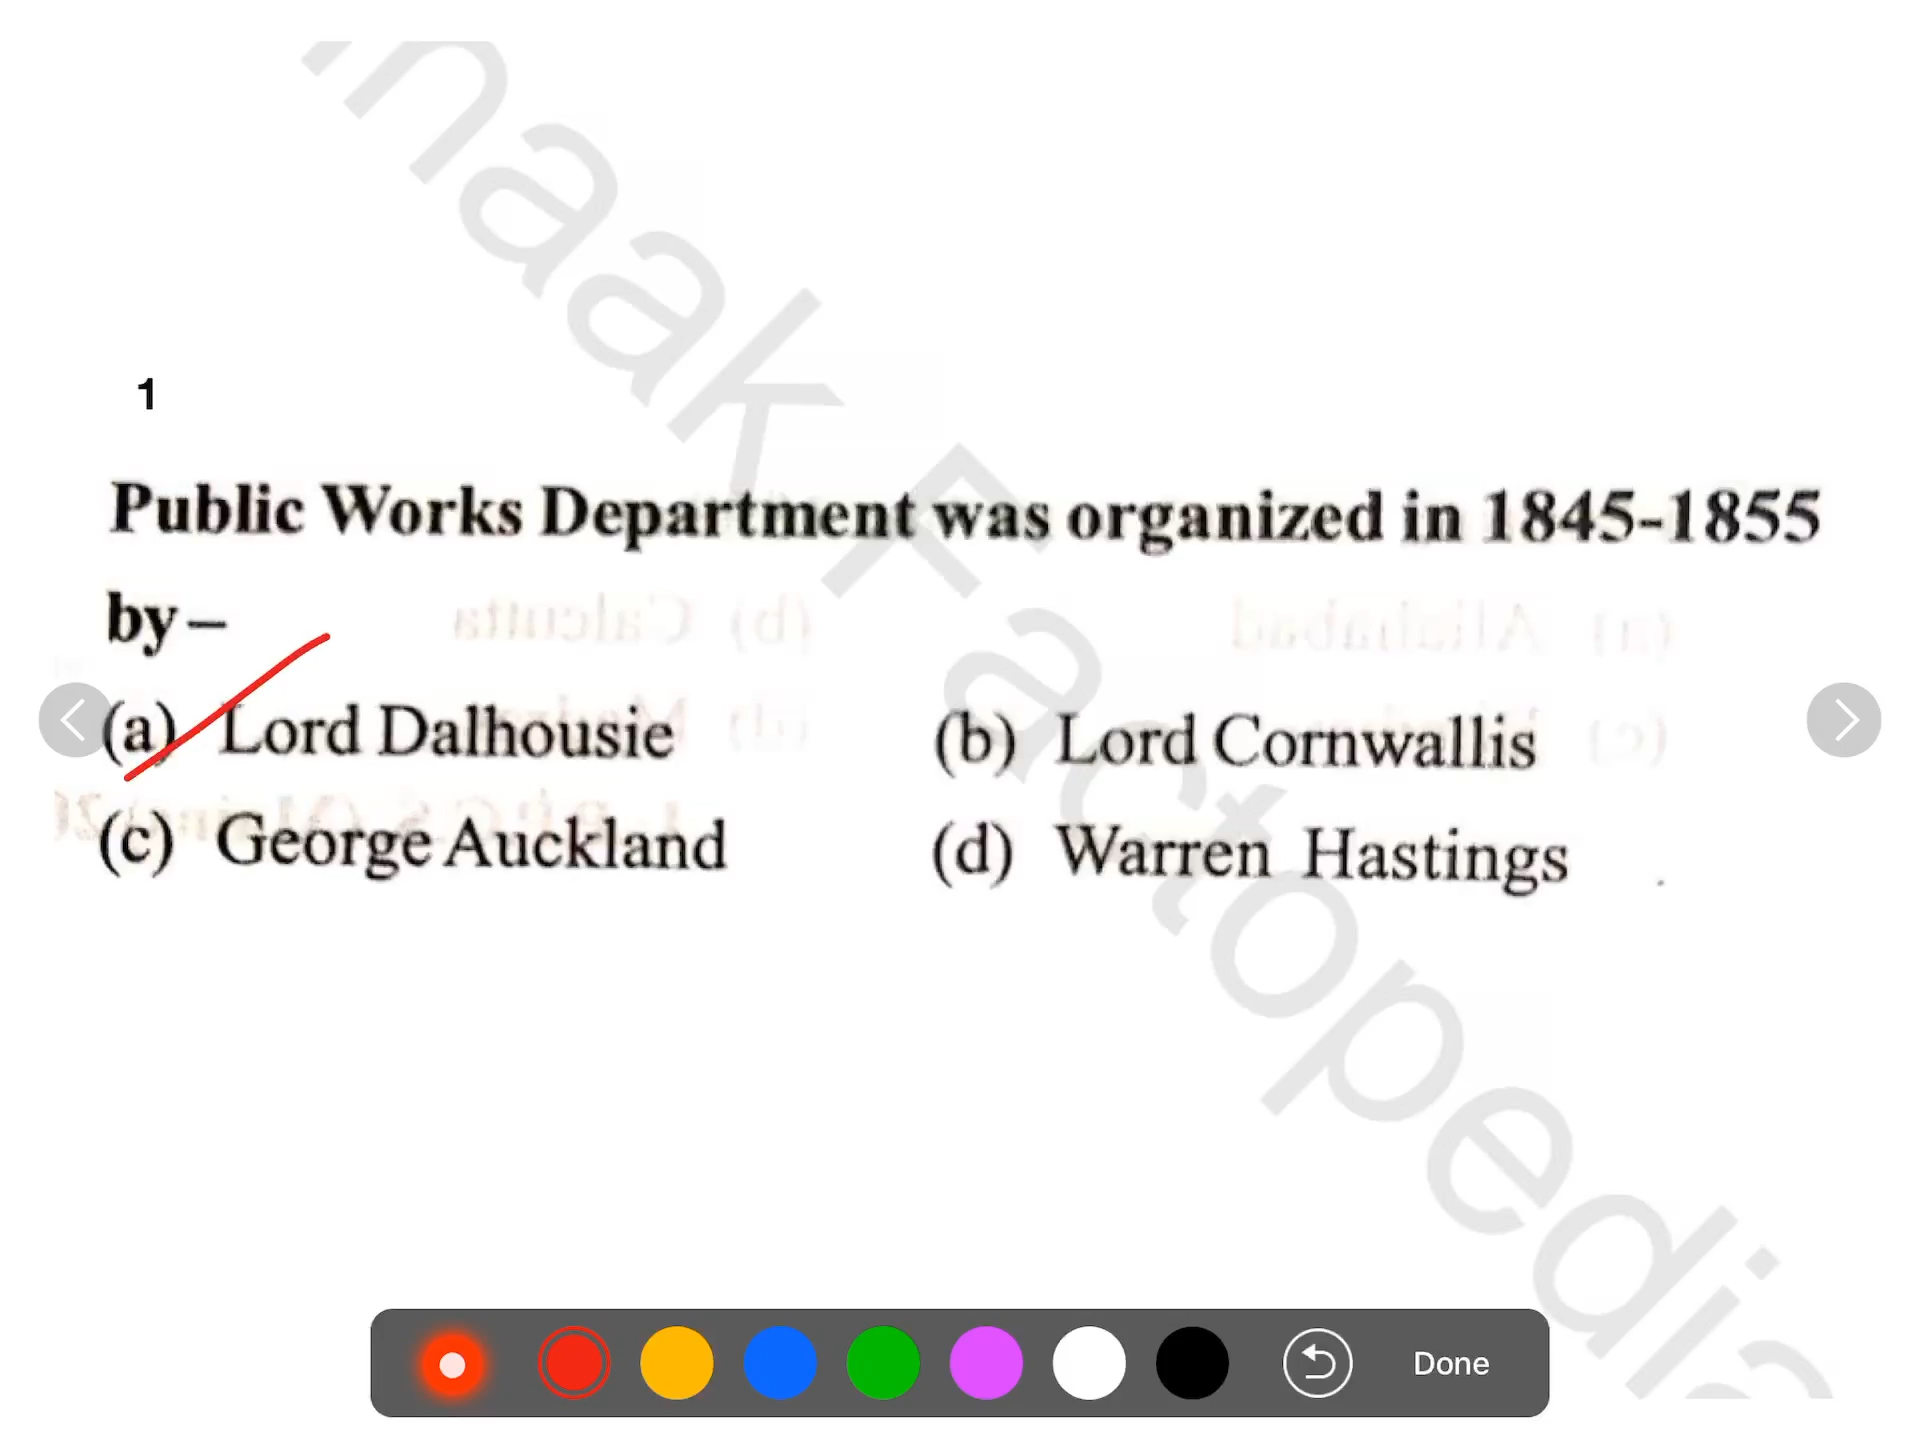 1
Public Works Department was organized in 1845-1855
by –
(a) Lord Dalhousie (b) Lord Cornwallis
(c) George Auckland (d) Warren Hastings
Done